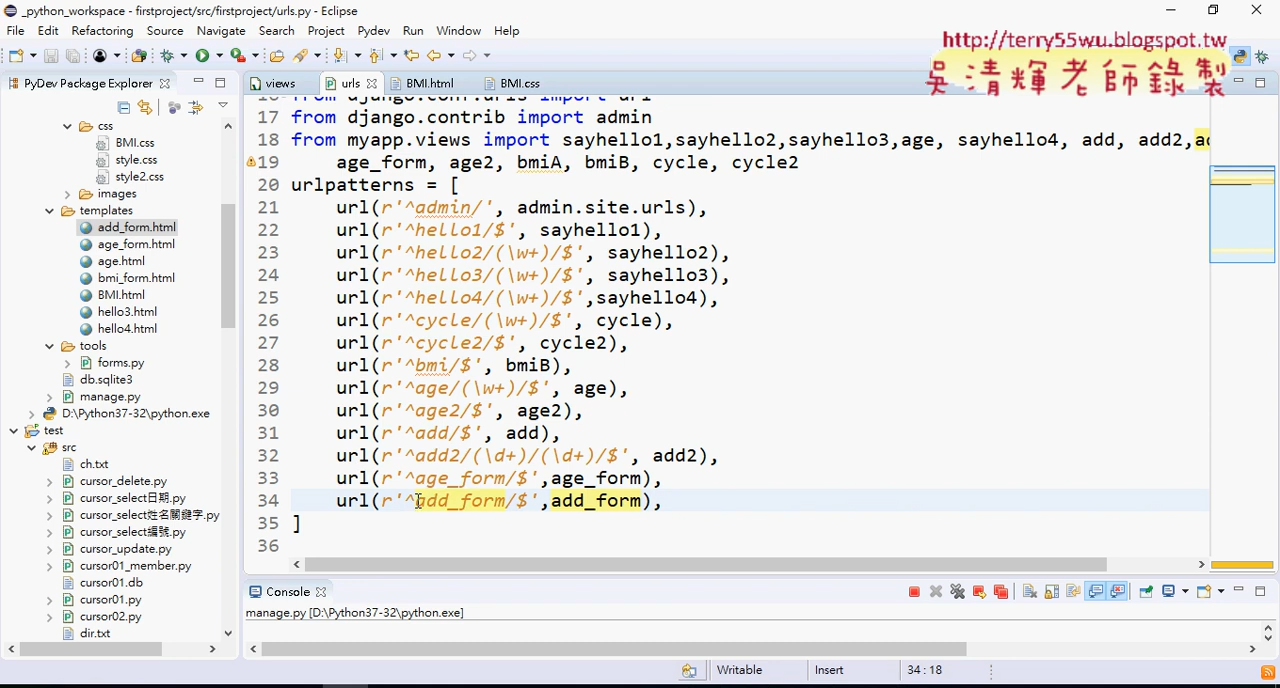 _python_workspace - firstproject/src/firstproject/urls.py - Eclipse
File Edit Refactoring Source Navigate Search Project Pydev Run Window Help
http://terry55wu.blogspot.tw
吳清輝老師錄製
PyDev Package Explorer
css
BMI.css
style.css
style2.css
images
templates
add_form.html
age_form.html
age.html
bmi_form.html
BMI.html
hello3.html
hello4.html
tools
forms.py
db.sqlite3
manage.py
D:\Python37-32\python.exe
test
src
ch.txt
cursor_delete.py
cursor_select日期.py
cursor_select姓名關鍵字.py
cursor_select編號.py
cursor_update.py
cursor01_member.py
cursor01.db
cursor01.py
cursor02.py
dir.txt
views urls BMI.html BMI.css
from django.conf.urls import url
17 from django.contrib import admin
18 from myapp.views import sayhello1,sayhello2,sayhello3,age, sayhello4, add, add2,ad
19 age_form, age2, bmiA, bmiB, cycle, cycle2
20 urlpatterns = [
21 url(r'^admin/', admin.site.urls),
22 url(r'^hello1/$', sayhello1),
23 url(r'^hello2/(\w+)/$', sayhello2),
24 url(r'^hello3/(\w+)/$', sayhello3),
25 url(r'^hello4/(\w+)/$',sayhello4),
26 url(r'^cycle/(\w+)/$', cycle),
27 url(r'^cycle2/$', cycle2),
28 url(r'^bmi/$', bmiB),
29 url(r'^age/(\w+)/$', age),
30 url(r'^age2/$', age2),
31 url(r'^add/$', add),
32 url(r'^add2/(\d+)/(\d+)/$', add2),
33 url(r'^age_form/$',age_form),
34 url(r'^add_form/$',add_form),
35 ]
36
Console
manage.py [D:\Python37-32\python.exe]
Writable Insert 34 : 18